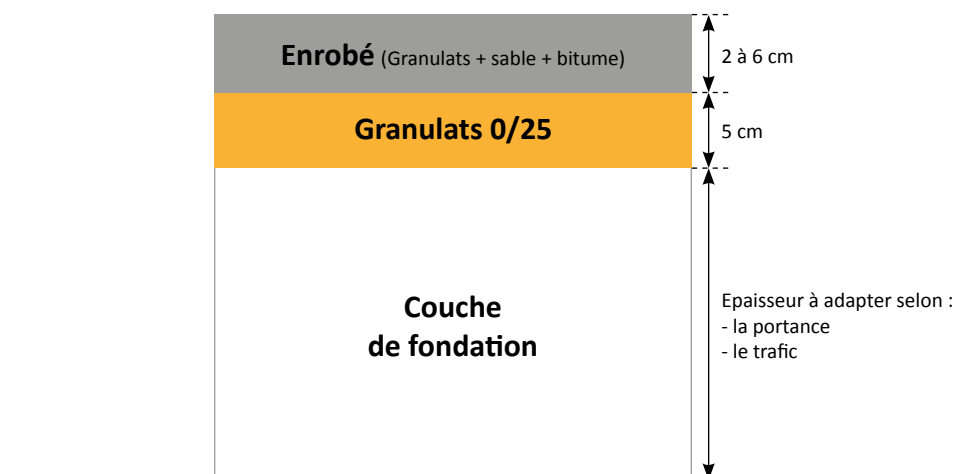 Enrobé (Granulats + sable + bitume)
2 à 6 cm
Granulats 0/25
5 cm
Couche
de fondation
Epaisseur à adapter selon :
- la portance
- le trafic